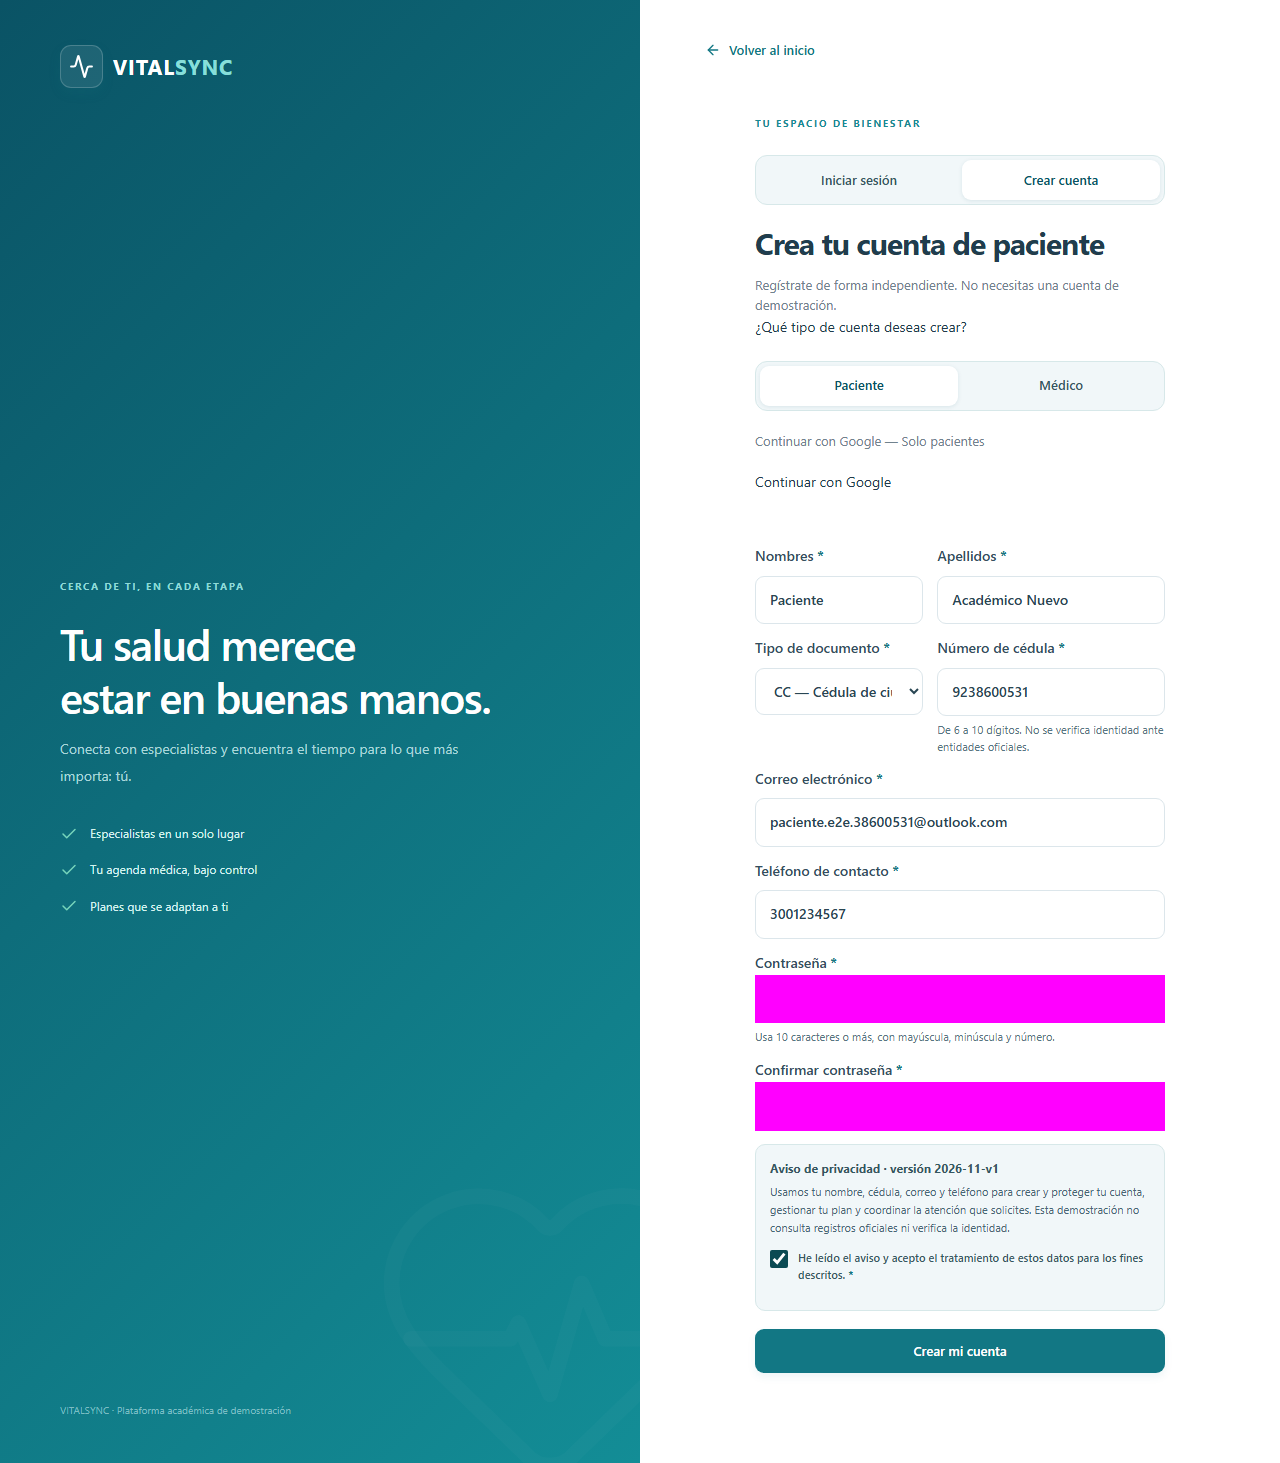 VITALSYNC
CERCA DE TI, EN CADA ETAPA
Tu salud merece
estar en buenas manos.
Conecta con especialistas y encuentra el tiempo para lo que más
importa: tú.
Especialistas en un solo lugar
Tu agenda médica, bajo control
Planes que se adaptan a ti
VITALSYNC · Plataforma académica de demostración
Volver al inicio
TU ESPACIO DE BIENESTAR
Iniciar sesión
Crear cuenta
Crea tu cuenta de paciente
Regístrate de forma independiente. No necesitas una cuenta de
demostración.
¿Qué tipo de cuenta deseas crear?
Paciente
Médico
Continuar con Google — Solo pacientes
Continuar con Google
Nombres *
Apellidos *
Paciente
Académico Nuevo
Tipo de documento *
Número de cédula *
CC — Cédula de ci
9238600531
De 6 a 10 dígitos. No se verifica identidad ante
entidades oficiales.
Correo electrónico *
paciente.e2e.38600531@outlook.com
Teléfono de contacto *
3001234567
Contraseña *
Usa 10 caracteres o más, con mayúscula, minúscula y número.
Confirmar contraseña *
Aviso de privacidad · versión 2026-11-v1
Usamos tu nombre, cédula, correo y teléfono para crear y proteger tu cuenta,
gestionar tu plan y coordinar la atención que solicites. Esta demostración no
consulta registros oficiales ni verifica la identidad.
He leído el aviso y acepto el tratamiento de estos datos para los fines
descritos. *
Crear mi cuenta